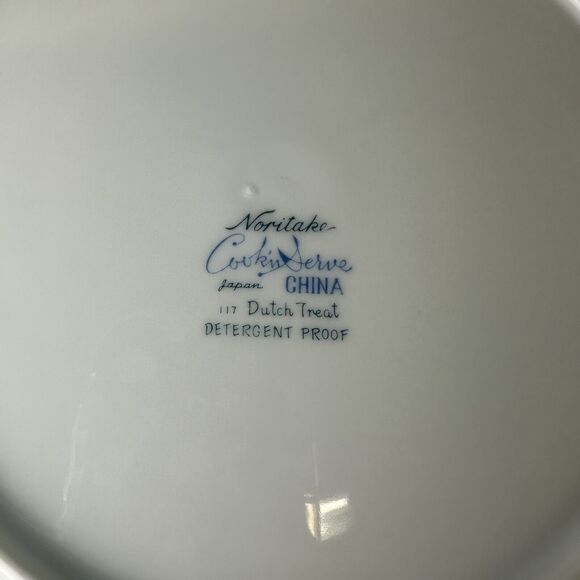 Noritake
Cook'n Serve
Japan CHINA
117 Dutch Treat
DETERGENT PROOF